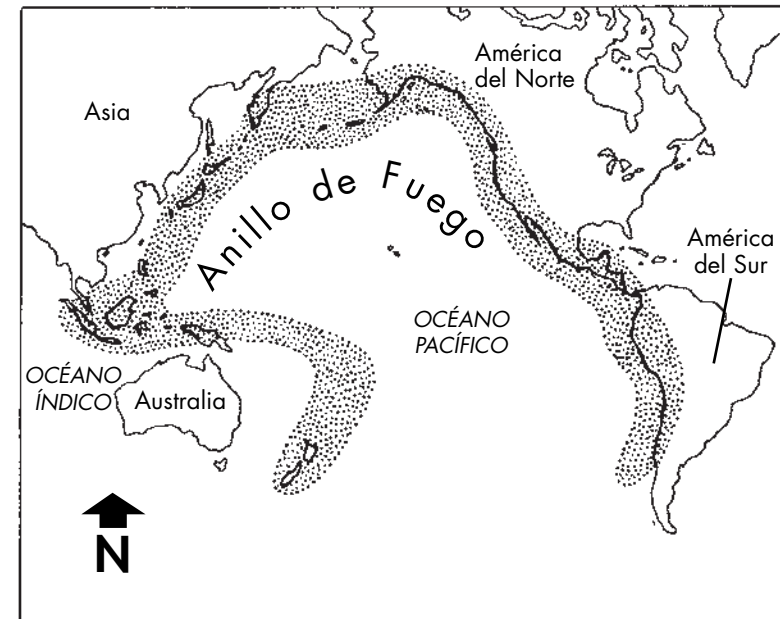 América
del Norte
Asia
Anillo de Fuego
América
del Sur
OCÉANO
PACÍFICO
OCÉANO
ÍNDICO
Australia
N